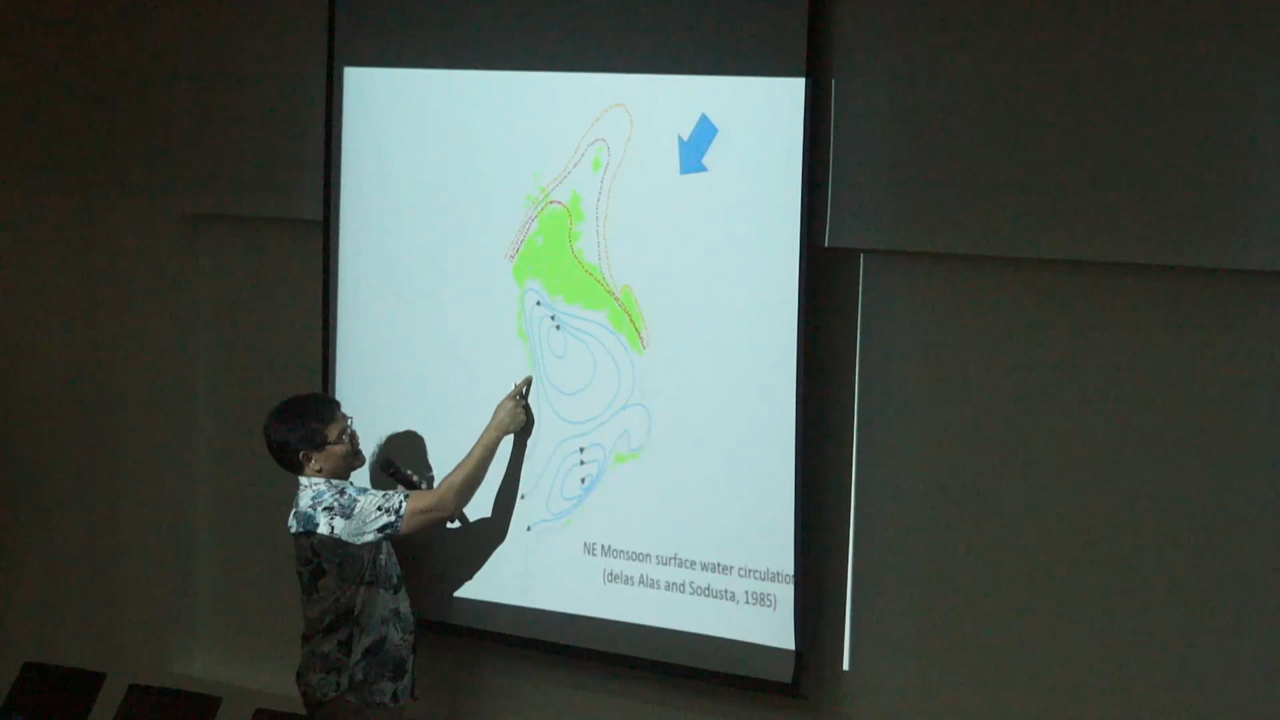 NE Monsoon surface water circulation
(delas Alas and Sodusta, 1985)